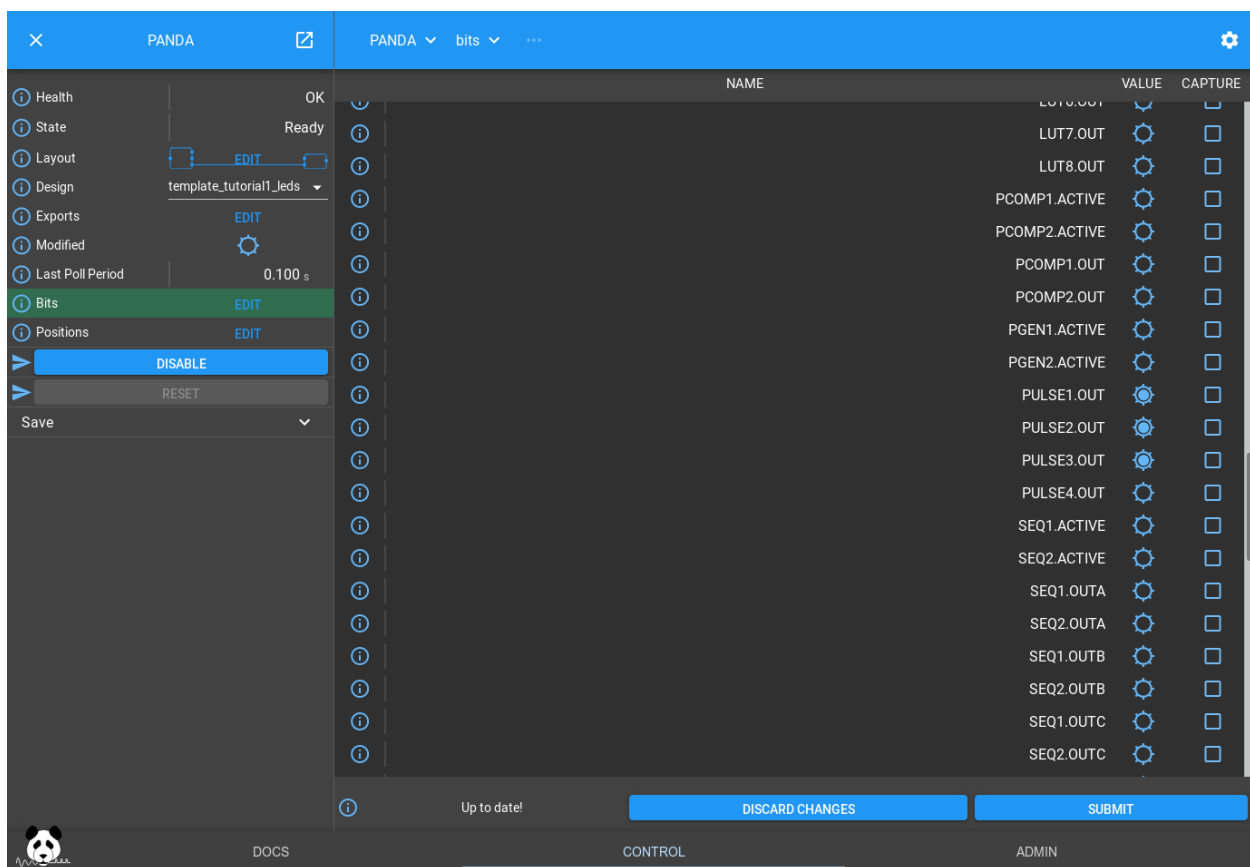 PANDA
PANDA bits ...
NAME VALUE CAPTURE
Health OK
State Ready
Layout EDIT
Design template_tutorial1_leds
Exports EDIT
Modified
Last Poll Period 0.100 s
Bits EDIT
Positions EDIT
DISABLE
RESET
Save
LUT6.OUT
LUT7.OUT
LUT8.OUT
PCOMP1.ACTIVE
PCOMP2.ACTIVE
PCOMP1.OUT
PCOMP2.OUT
PGEN1.ACTIVE
PGEN2.ACTIVE
PULSE1.OUT
PULSE2.OUT
PULSE3.OUT
PULSE4.OUT
SEQ1.ACTIVE
SEQ2.ACTIVE
SEQ1.OUTA
SEQ2.OUTA
SEQ1.OUTB
SEQ2.OUTB
SEQ1.OUTC
SEQ2.OUTC
Up to date! DISCARD CHANGES SUBMIT
DOCS CONTROL ADMIN